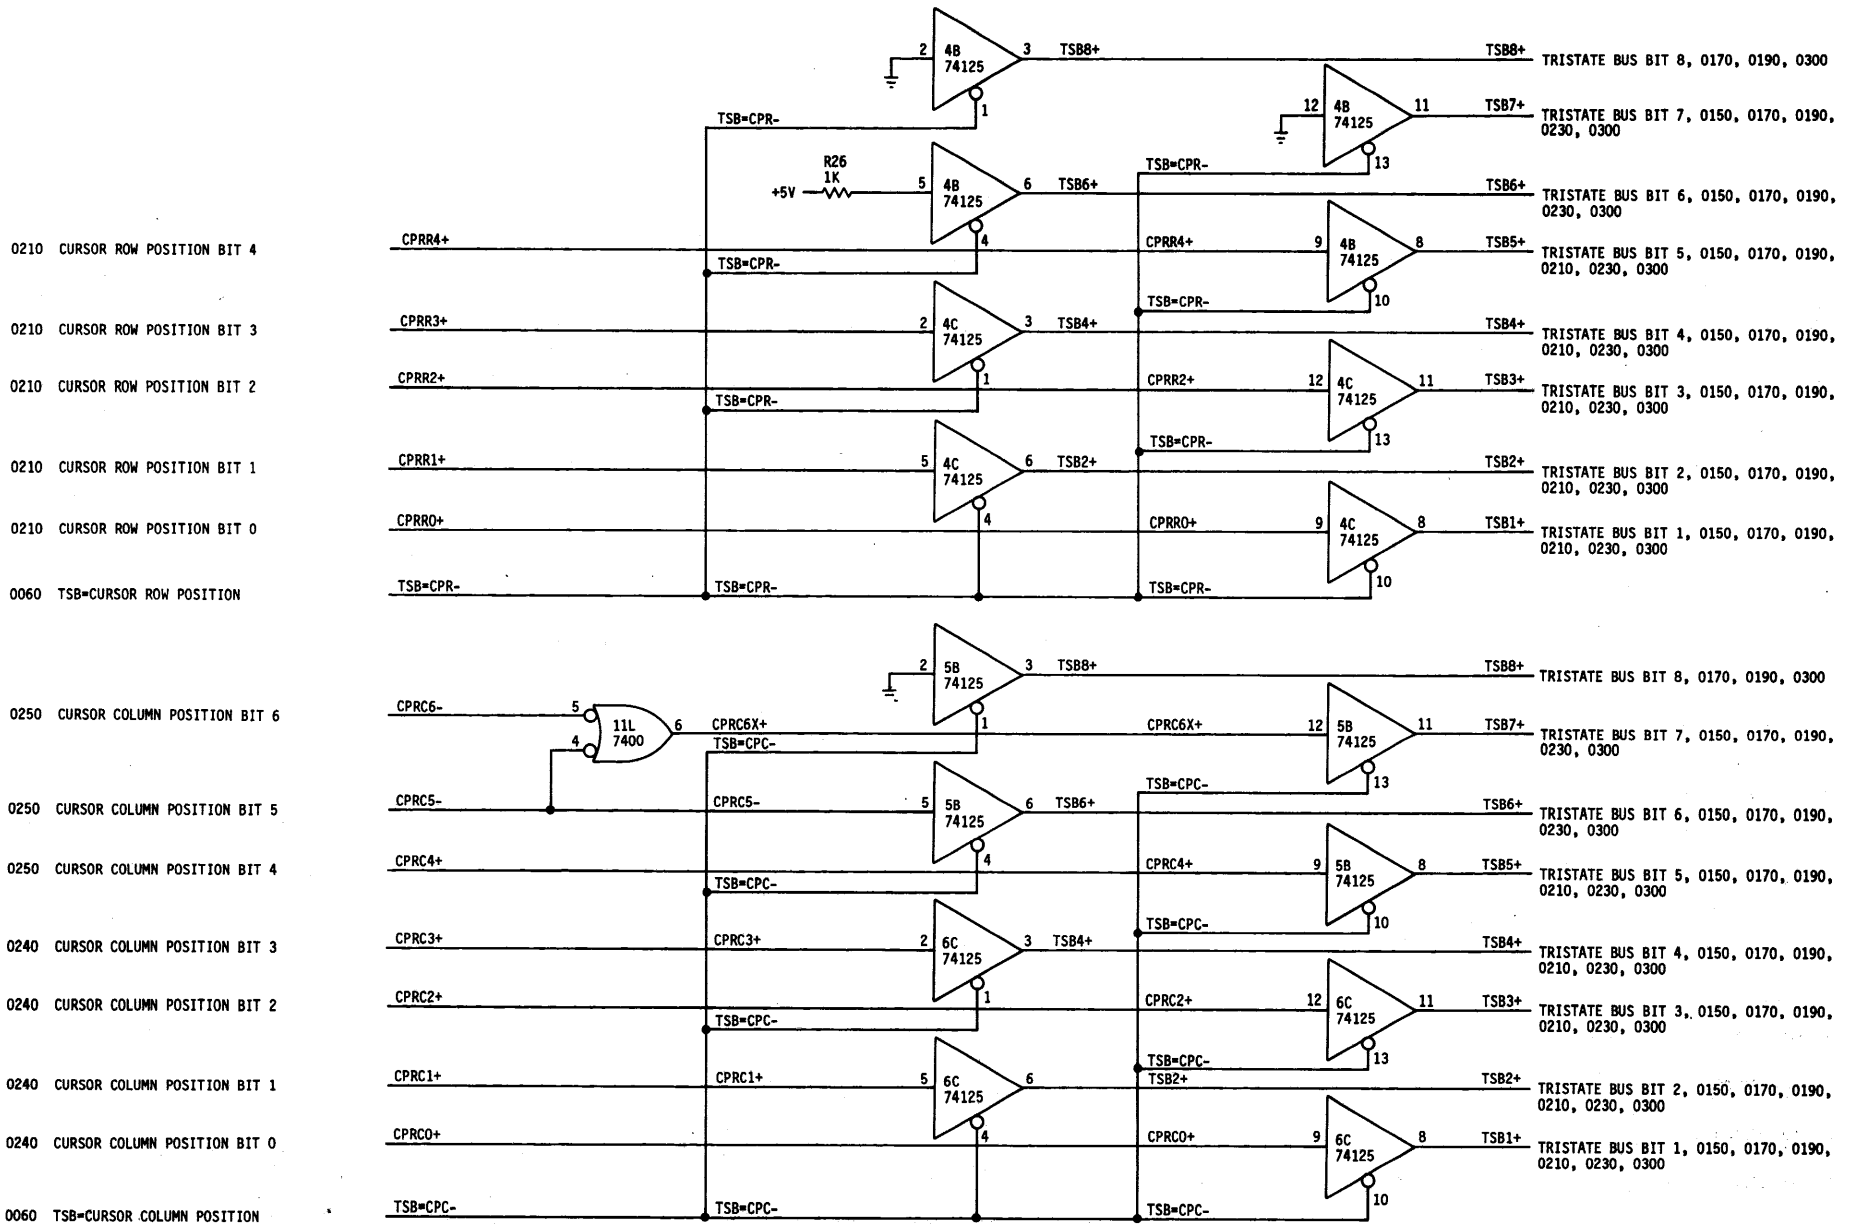 2 4B 74125 3 TSB8+ TSB8+ TRISTATE BUS BIT 8, 0170, 0190, 0300
1
TSB=CPR-
12 4B 74125 11 TSB7+ TRISTATE BUS BIT 7, 0150, 0170, 0190,
0230, 0300
13
TSB=CPR-
R26
1K
+5V 5 4B 74125 6 TSB6+ TSB6+ TRISTATE BUS BIT 6, 0150, 0170, 0190,
0230, 0300
4
TSB=CPR-
0210 CURSOR ROW POSITION BIT 4 CPRR4+ CPRR4+ 9 4B 74125 8 TSB5+ TRISTATE BUS BIT 5, 0150, 0170, 0190,
0210, 0230, 0300
10
TSB=CPR-
0210 CURSOR ROW POSITION BIT 3 CPRR3+ 2 4C 74125 3 TSB4+ TSB4+ TRISTATE BUS BIT 4, 0150, 0170, 0190,
0210, 0230, 0300
1
TSB=CPR-
0210 CURSOR ROW POSITION BIT 2 CPRR2+ CPRR2+ 12 4C 74125 11 TSB3+ TRISTATE BUS BIT 3, 0150, 0170, 0190,
0210, 0230, 0300
13
TSB=CPR-
0210 CURSOR ROW POSITION BIT 1 CPRR1+ 5 4C 74125 6 TSB2+ TSB2+ TRISTATE BUS BIT 2, 0150, 0170, 0190,
0210, 0230, 0300
4
0210 CURSOR ROW POSITION BIT 0 CPRR0+ CPRR0+ 9 4C 74125 8 TSB1+ TRISTATE BUS BIT 1, 0150, 0170, 0190,
0210, 0230, 0300
10
0060 TSB=CURSOR ROW POSITION TSB=CPR- TSB=CPR- TSB=CPR-
2 5B 74125 3 TSB8+ TSB8+ TRISTATE BUS BIT 8, 0170, 0190, 0300
1
TSB=CPC-
0250 CURSOR COLUMN POSITION BIT 6 CPRC6- 5 4 11L 7400 6 CPRC6X+ CPRC6X+ 12 5B 74125 11 TSB7+ TRISTATE BUS BIT 7, 0150, 0170, 0190,
0230, 0300
13
TSB=CPC-
0250 CURSOR COLUMN POSITION BIT 5 CPRC5- CPRC5- 5 5B 74125 6 TSB6+ TSB6+ TRISTATE BUS BIT 6, 0150, 0170, 0190,
0230, 0300
4
TSB=CPC-
0250 CURSOR COLUMN POSITION BIT 4 CPRC4+ CPRC4+ 9 5B 74125 8 TSB5+ TRISTATE BUS BIT 5, 0150, 0170, 0190,
0210, 0230, 0300
10
TSB=CPC-
0240 CURSOR COLUMN POSITION BIT 3 CPRC3+ CPRC3+ 2 6C 74125 3 TSB4+ TSB4+ TRISTATE BUS BIT 4, 0150, 0170, 0190,
0210, 0230, 0300
1
TSB=CPC-
0240 CURSOR COLUMN POSITION BIT 2 CPRC2+ CPRC2+ 12 6C 74125 11 TSB3+ TRISTATE BUS BIT 3, 0150, 0170, 0190,
0210, 0230, 0300
13
TSB=CPC-
0240 CURSOR COLUMN POSITION BIT 1 CPRC1+ CPRC1+ 5 6C 74125 6 TSB2+ TSB2+ TRISTATE BUS BIT 2, 0150, 0170, 0190,
0210, 0230, 0300
4
0240 CURSOR COLUMN POSITION BIT 0 CPRC0+ CPRC0+ 9 6C 74125 8 TSB1+ TRISTATE BUS BIT 1, 0150, 0170, 0190,
0210, 0230, 0300
10
0060 TSB=CURSOR COLUMN POSITION TSB=CPC- TSB=CPC- TSB=CPC-